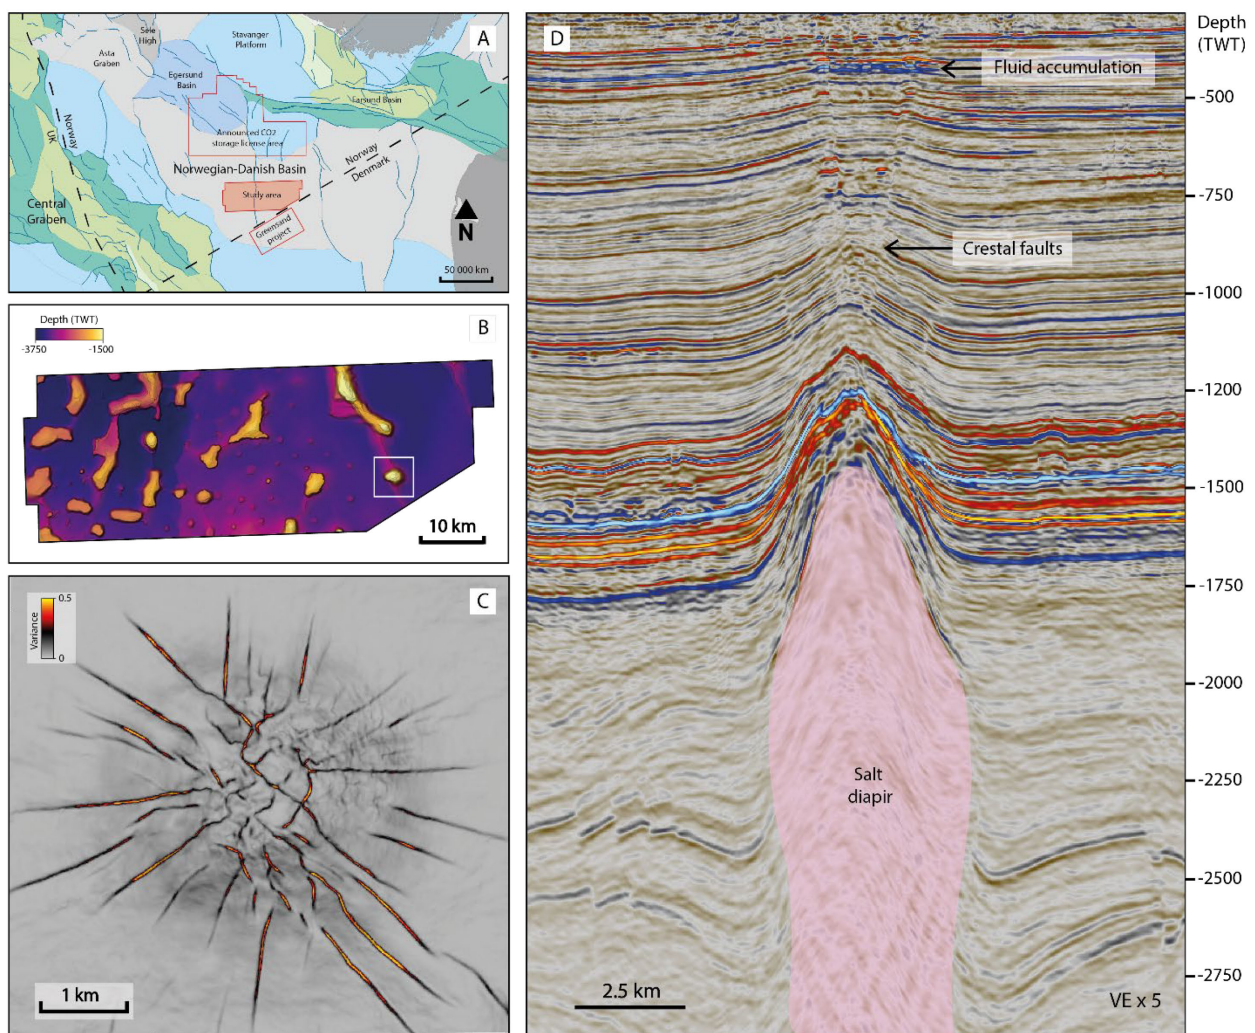 A
Sele
High
Stavanger
Platform
Asta
Graben
Egersund
Basin
Farsund Basin
Norway
UK
Announced CO2
storage license area
Norway
Denmark
Norwegian-Danish Basin
Study area
Central
Graben
Greensand
project
N
50 000 km
B
Depth (TWT)
-3750
-1500
10 km
C
Variance
0.5
0
1 km
D
Depth
(TWT)
Fluid accumulation
-500
-750
Crestal faults
-1000
-1200
-1500
-1750
-2000
Salt
diapir
-2250
-2500
-2750
2.5 km
VE x 5